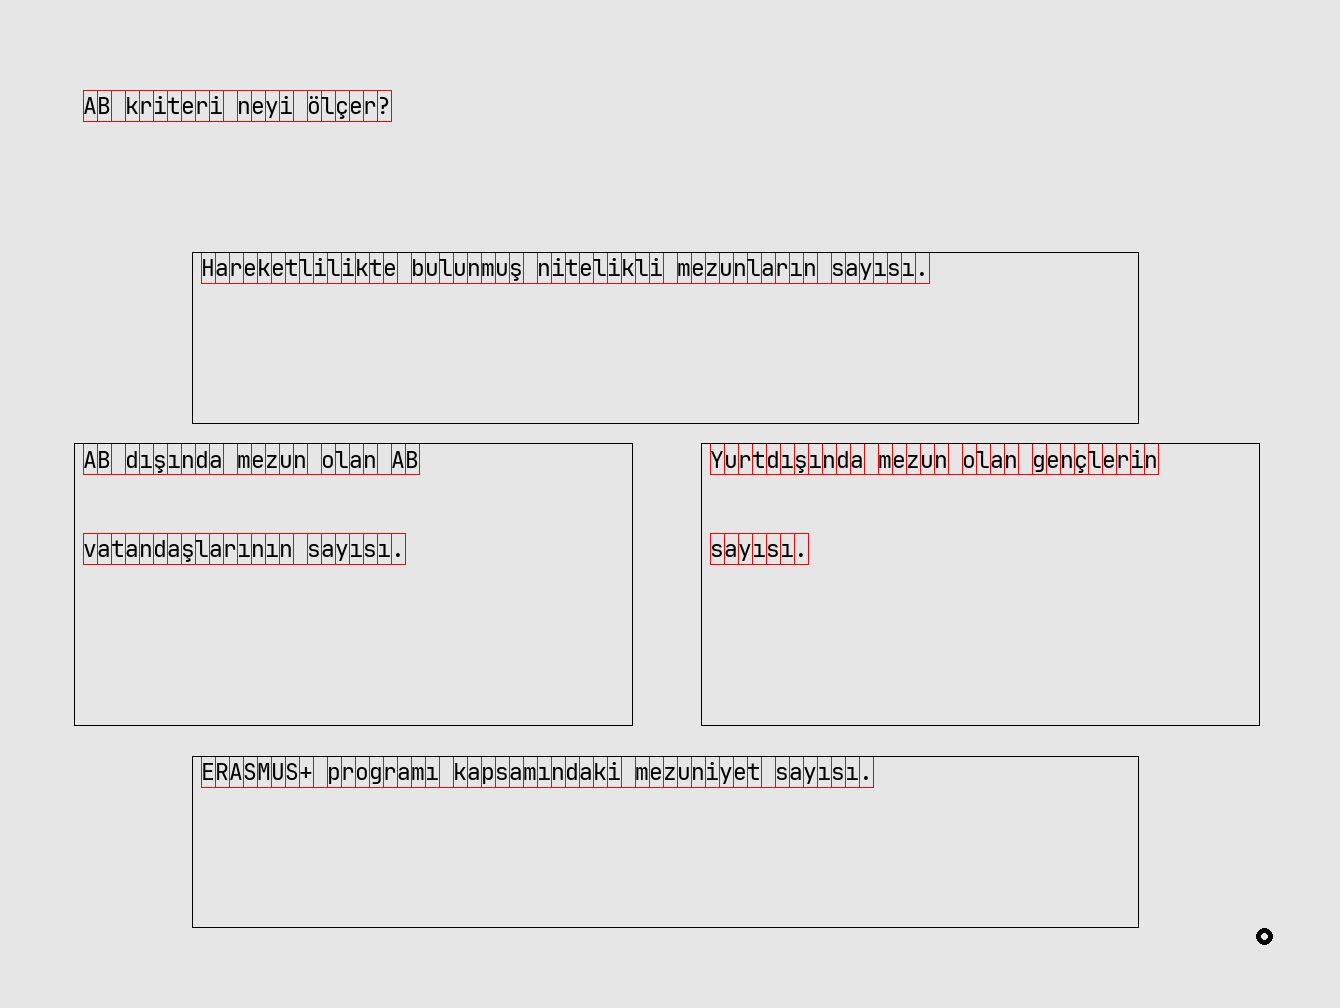 AB kriteri neyi ölçer?
Hareketlilikte bulunmuş nitelikli mezunların sayısı.
AB dışında mezun olan AB
vatandaşlarının sayısı.
Yurtdışında mezun olan gençlerin
sayısı.
ERASMUS+ programı kapsamındaki mezuniyet sayısı.